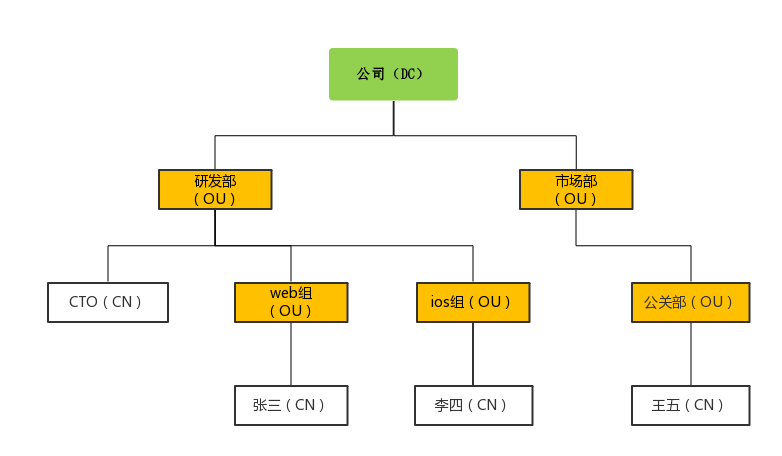 公司（DC）
研发部
（OU）
市场部
（OU）
CTO（CN）
web组
（OU）
ios组（OU）
公关部（OU）
张三（CN）
李四（CN）
王五（CN）